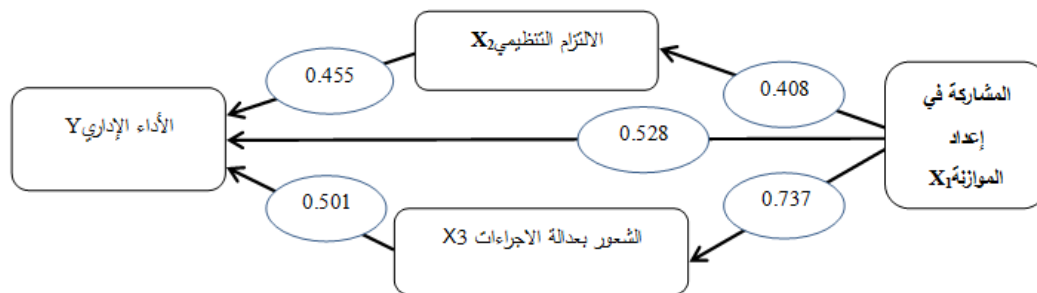 الالتزام التنظيميX2
0.455
0.408
المشاركة في
إعداد
الموازنةX1
الأداء الإداريY
0.528
0.501
0.737
الشعور بعدالة الاجراءات X3